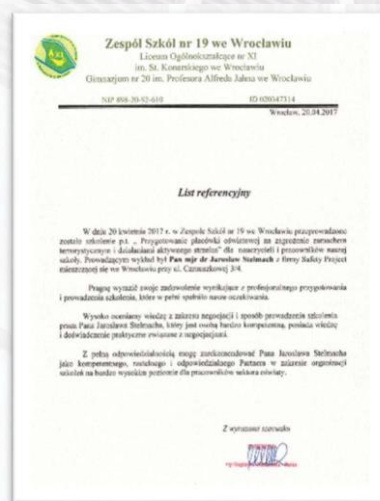 Zespół Szkół nr 19 we Wrocławiu
Liceum Ogólnokształcące nr XI
im. St. Konarskiego we Wrocławiu
Gimnazjum nr 20 im. Profesora Alfreda Jahna we Wrocławiu
NIP ID
Wrocław, 20.04.2017
List referencyjny
W dniu 20 kwietnia 2017 r. w Zespole Szkół nr 19 we Wrocławiu przeprowadzone
zostało szkolenie p.t. „ Przygotowanie placówki oświatowej na zagrożenie zamachem
terrorystycznym i działaniami aktywnego strzelca" dla nauczycieli i pracowników naszej
szkoły. Prowadzącym wykład był Pan mjr dr Jarosław Stelmach z firmy Safety Project
mieszczącej się we Wrocławiu przy ul. 3/4.
Pragnę wyrazić swoje zadowolenie wynikające z profesjonalnego przygotowania
i prowadzenia szkolenia, które w pełni spełniło nasze oczekiwania.
Wysoko oceniamy wiedzę z zakresu negocjacji i sposób prowadzenia szkolenia
przez Pana Jarosława Stelmacha, który jest osobą bardzo kompetentną, posiada wiedzę
i doświadczenie praktyczne związane z negocjacjami.
Z pełną odpowiedzialnością mogę zarekomendować Pana Jarosława Stelmacha
jako kompetentnego, rzetelnego i odpowiedzialnego Partnera w zakresie organizacji
szkoleń na bardzo wysokim poziomie dla pracowników sektora oświaty.
Z wyrazami szacunku